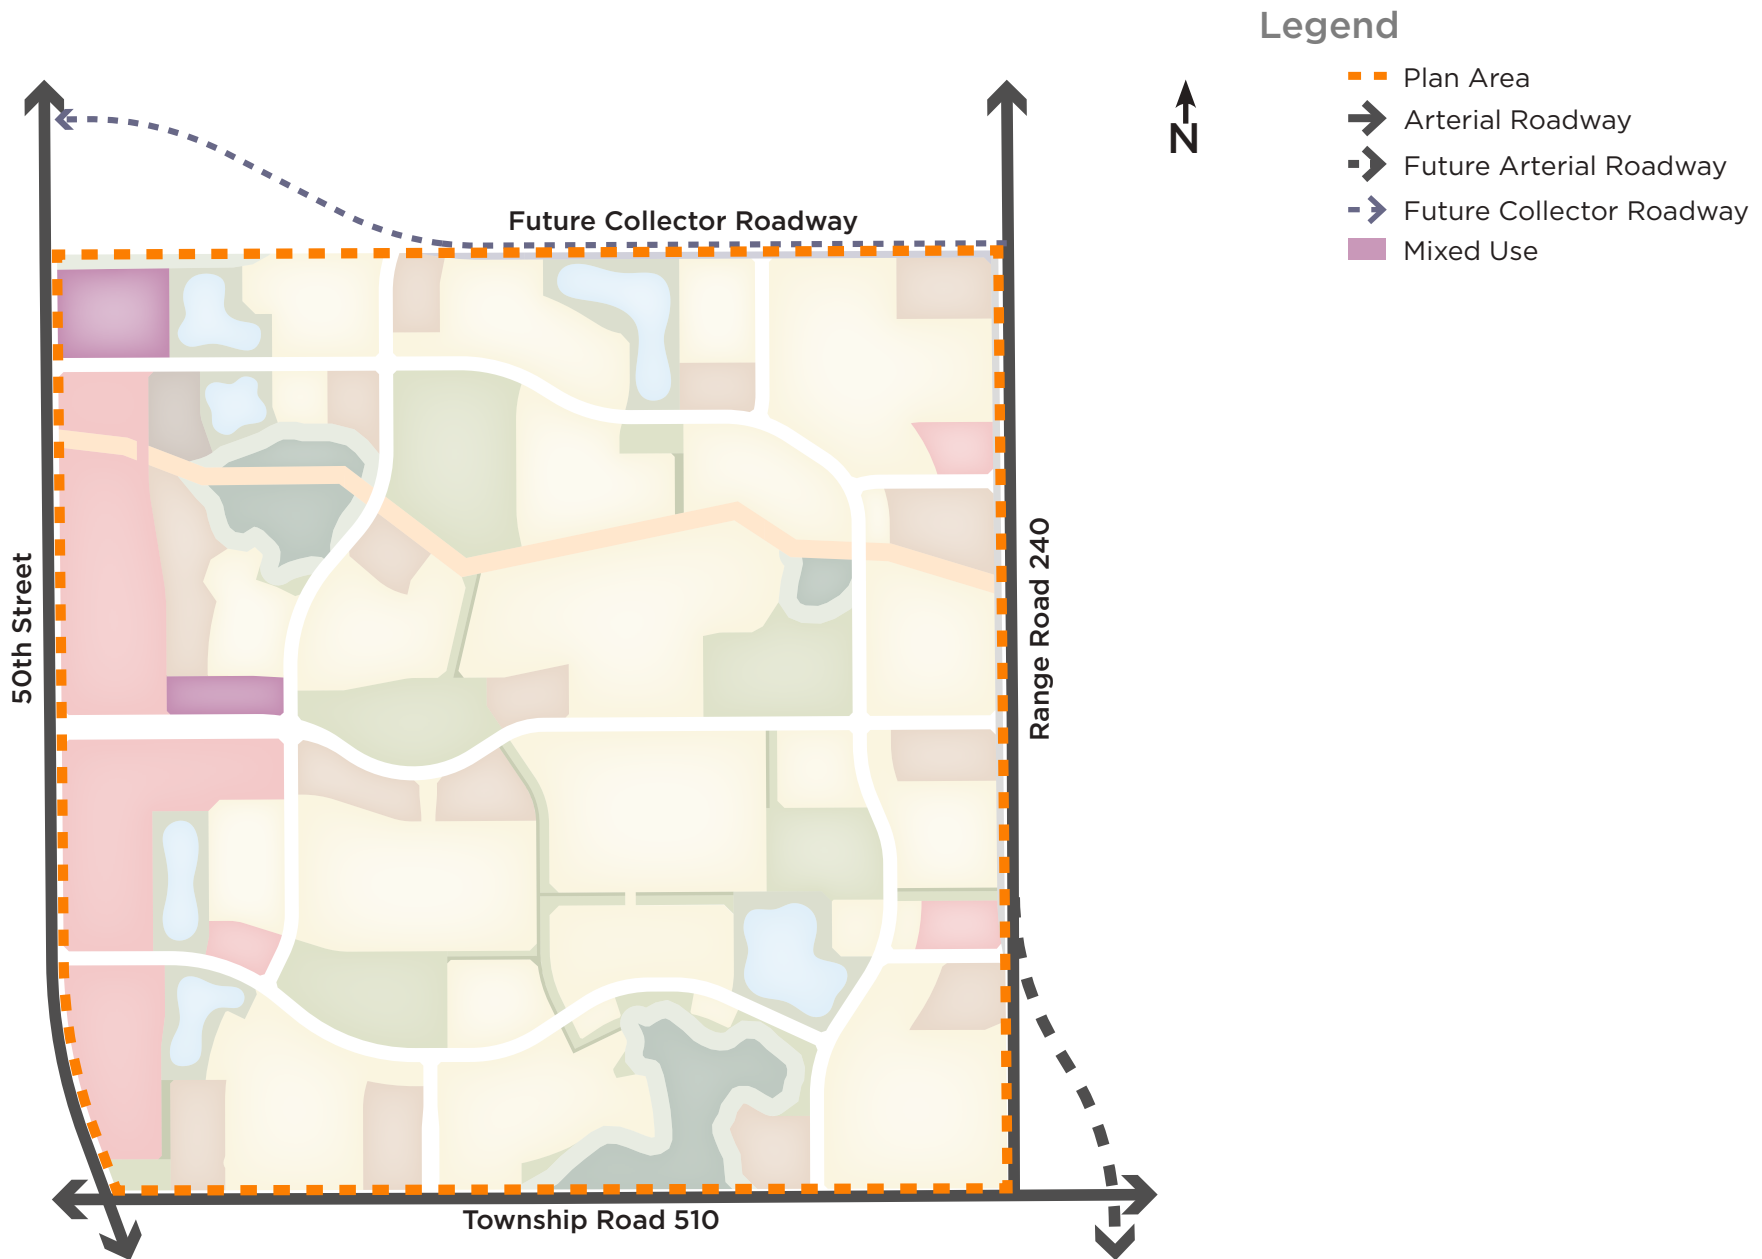 Legend
Plan Area
Arterial Roadway
Future Arterial Roadway
Future Collector Roadway
Mixed Use
N
Future Collector Roadway
50th Street
Range Road 240
Township Road 510